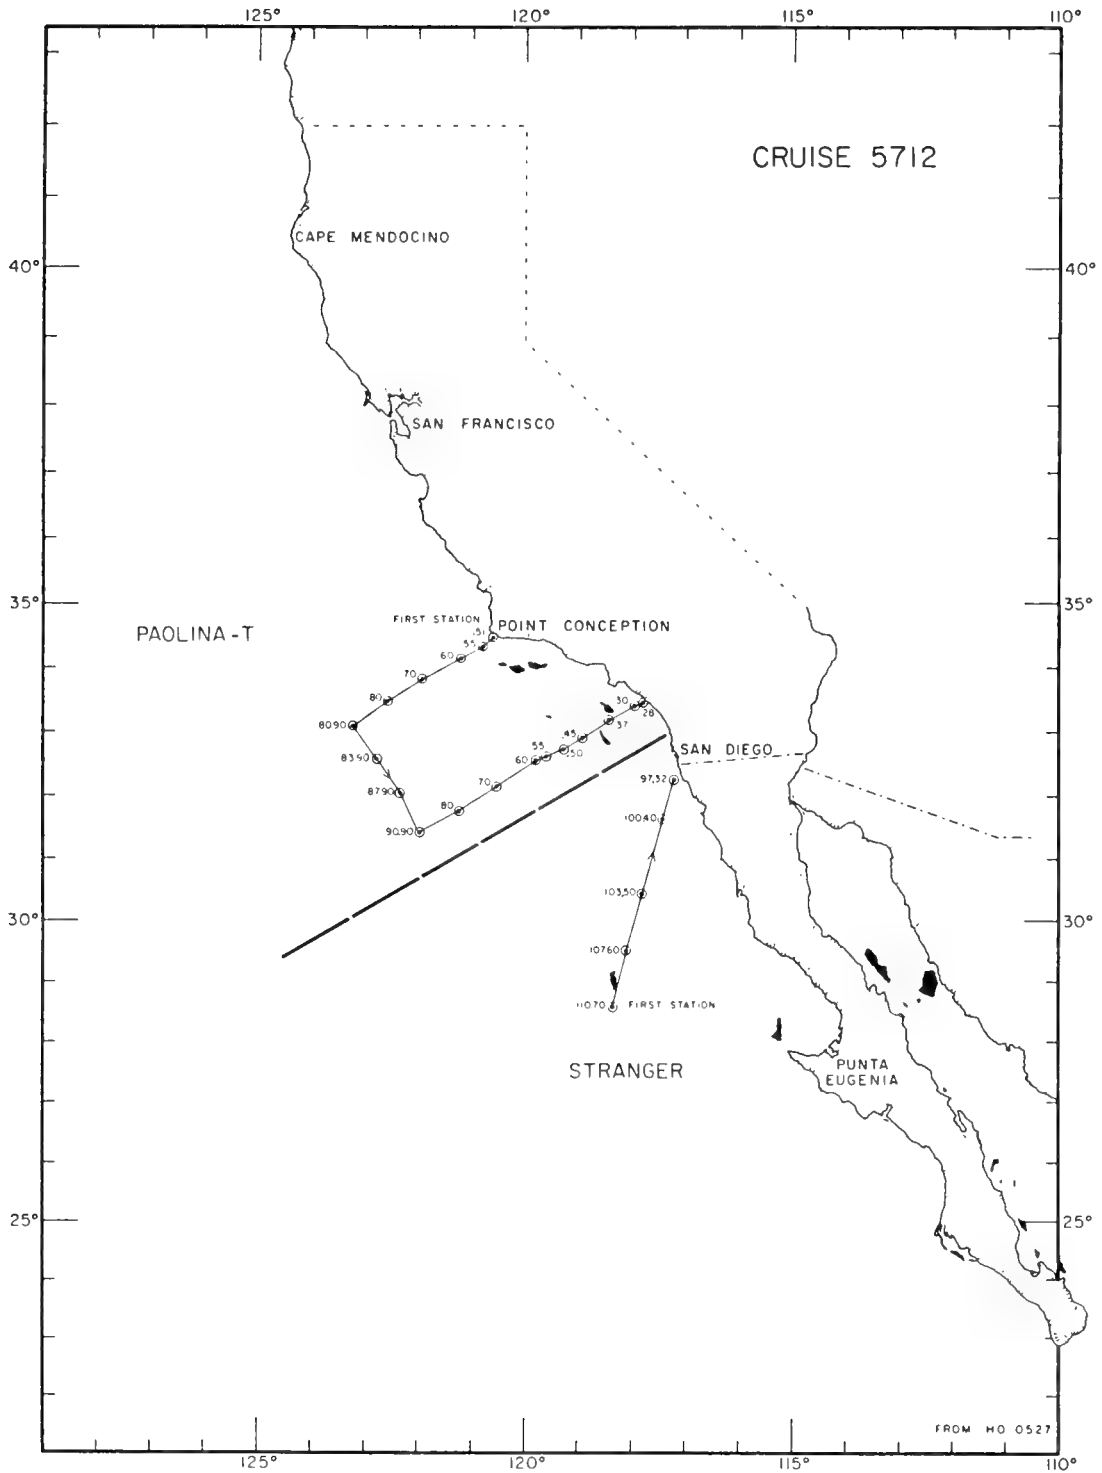 125° 120° 115° 110°
CRUISE 5712
CAPE MENDOCINO
40° 40°
SAN FRANCISCO
35° 35°
FIRST STATION
51
POINT CONCEPTION
PAOLINA-T
55
60
70
80
80.90
30
28
37
45
55
50
60
SAN DIEGO
83.90
70
97,32
87.90
80
100,40
90,90
103,50
30° 30°
107.60
110.70 FIRST STATION
STRANGER
PUNTA
EUGENIA
25° 25°
FROM HO 0527
125° 120° 115° 110°